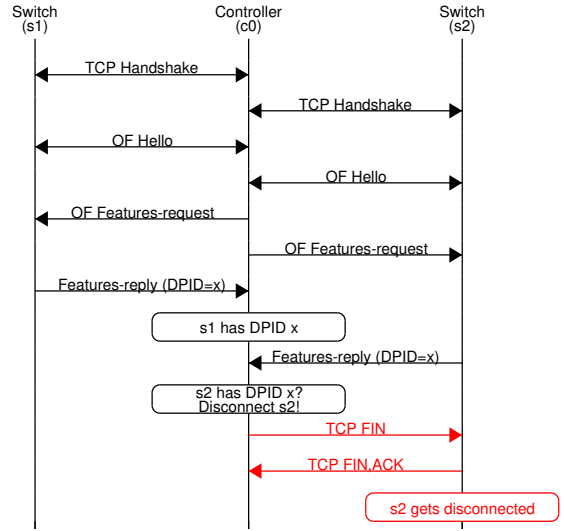 Switch
(s1)
Controller
(c0)
Switch
(s2)
TCP Handshake
TCP Handshake
OF Hello
OF Hello
OF Features-request
OF Features-request
Features-reply (DPID=x)
s1 has DPID x
Features-reply (DPID=x)
s2 has DPID x?
Disconnect s2!
TCP FIN
TCP FIN,ACK
s2 gets disconnected